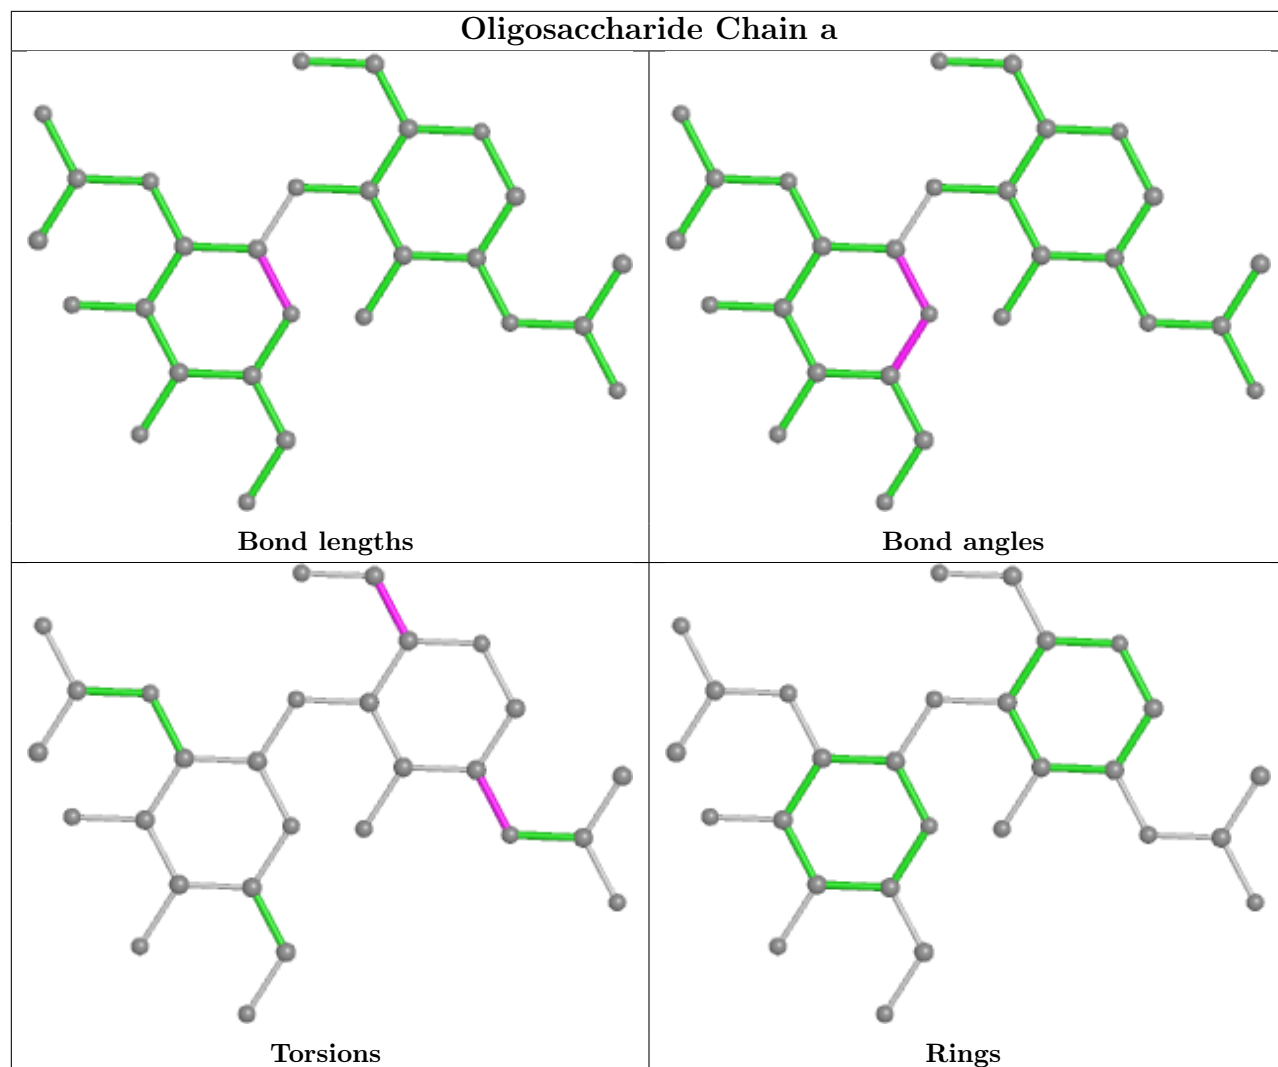 Oligosaccharide Chain a
Bond lengths
Bond angles
Torsions
Rings